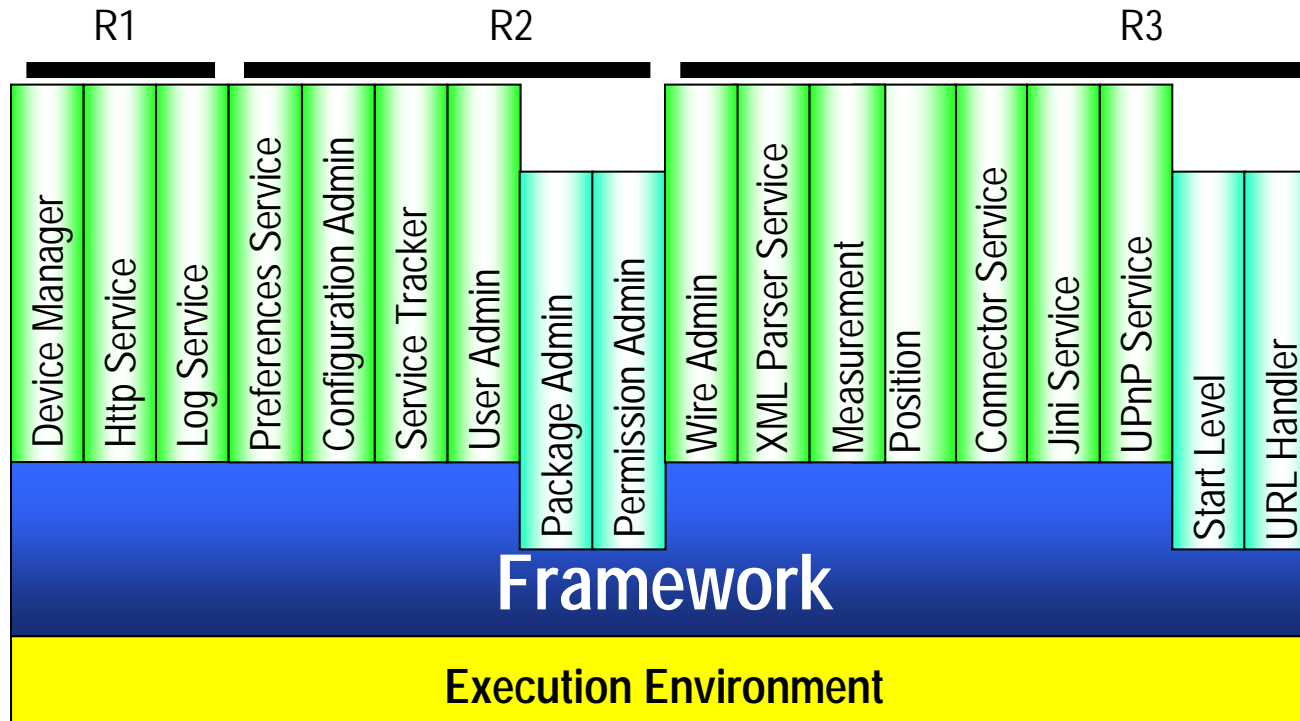 R1
R2
R3
Device Manager
Http Service
Log Service
Preferences Service
Configuration Admin
Service Tracker
User Admin
Package Admin
Permission Admin
Wire Admin
XML Parser Service
Measurement
Position
Connector Service
Jini Service
UPnP Service
Start Level
URL Handler
Framework
Execution Environment